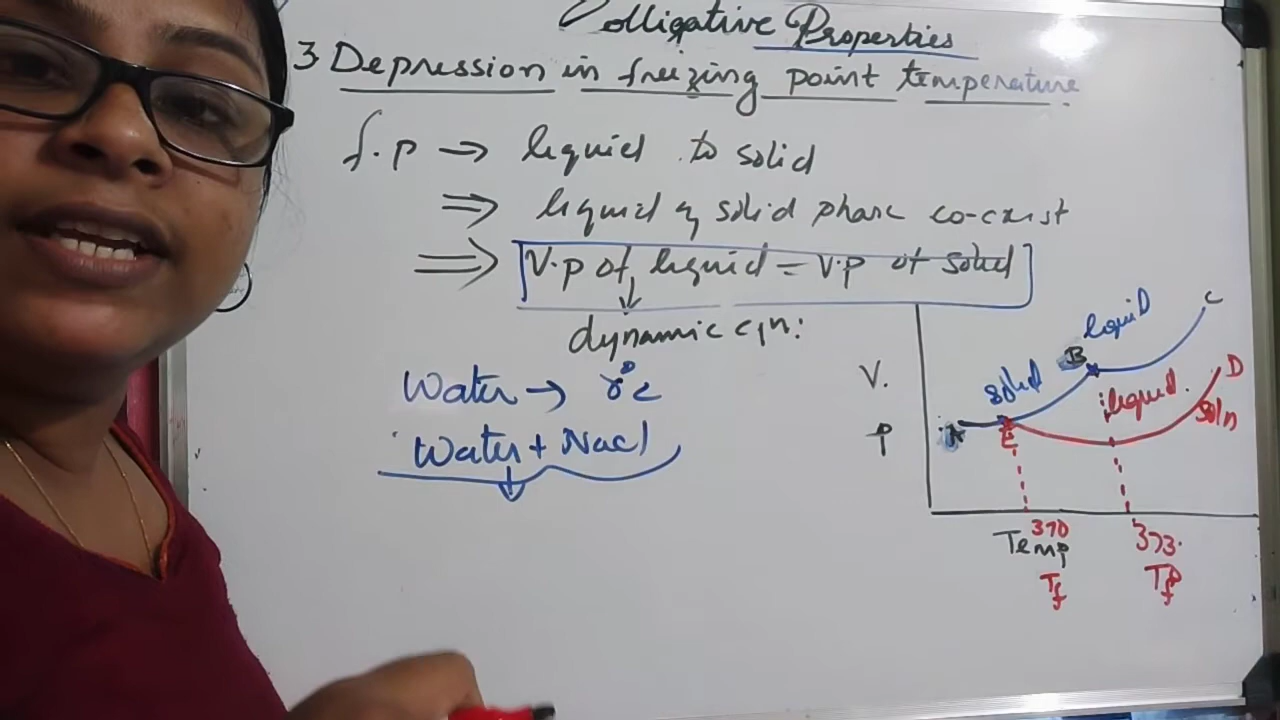 Colligative Properties
3 Depression in freezing point temperature
f.p → liquid to solid
⇒ liquid & solid phase co-exist
⇒ V.p of liquid = V.p of solid
↓
dynamic eqn:
Water → 0°C
Water + Nacl
↓
C
liquid
B
solid
V.
D
liquid.
soln
A
P
E
370
373.
Temp
Tf
Tf°